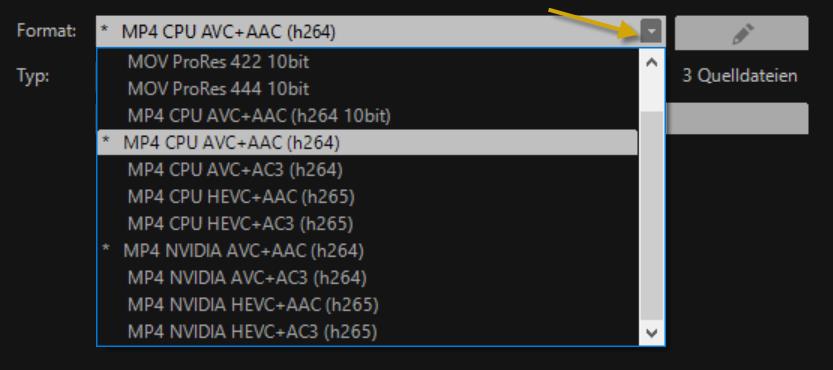 Format: * MP4 CPU AVC+AAC (h264)
MOV ProRes 422 10bit
Typ: MOV ProRes 444 10bit 3 Quelldateien
MP4 CPU AVC+AAC (h264 10bit)
* MP4 CPU AVC+AAC (h264)
MP4 CPU AVC+AC3 (h264)
MP4 CPU HEVC+AAC (h265)
MP4 CPU HEVC+AC3 (h265)
* MP4 NVIDIA AVC+AAC (h264)
MP4 NVIDIA AVC+AC3 (h264)
MP4 NVIDIA HEVC+AAC (h265)
MP4 NVIDIA HEVC+AC3 (h265)